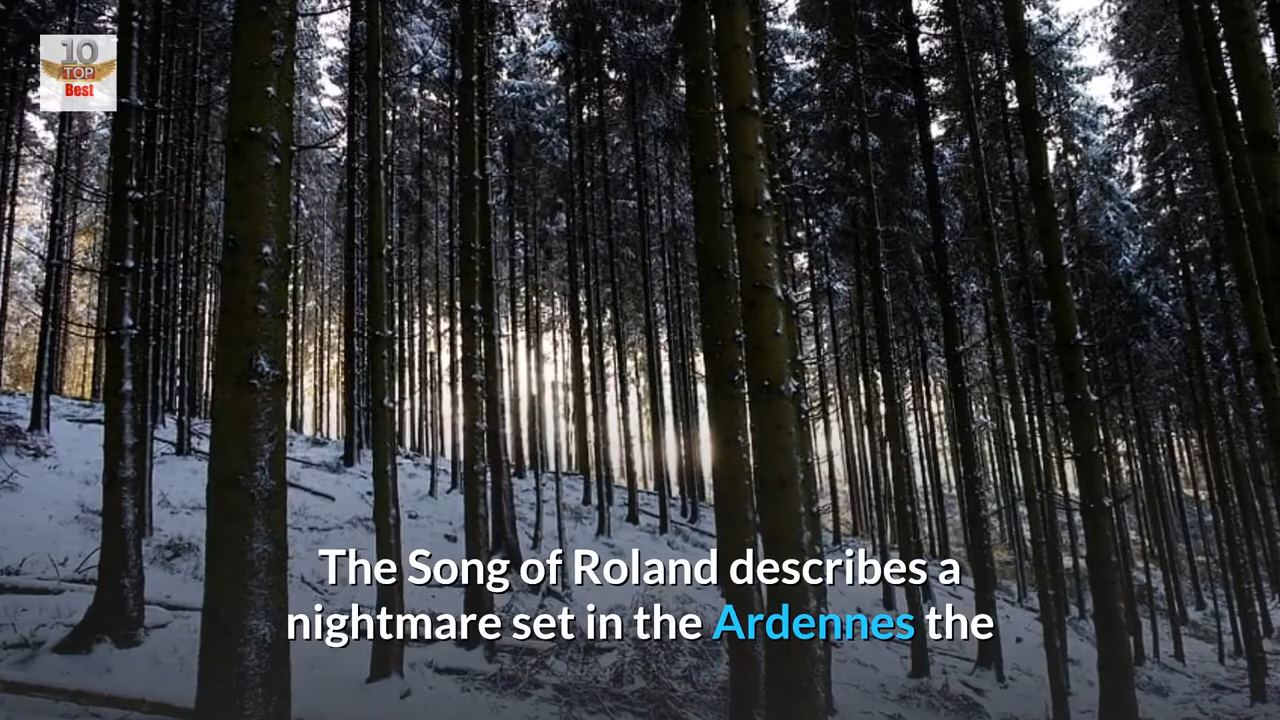 10
TOP
Best
The Song of Roland describes a
nightmare set in the Ardennes the